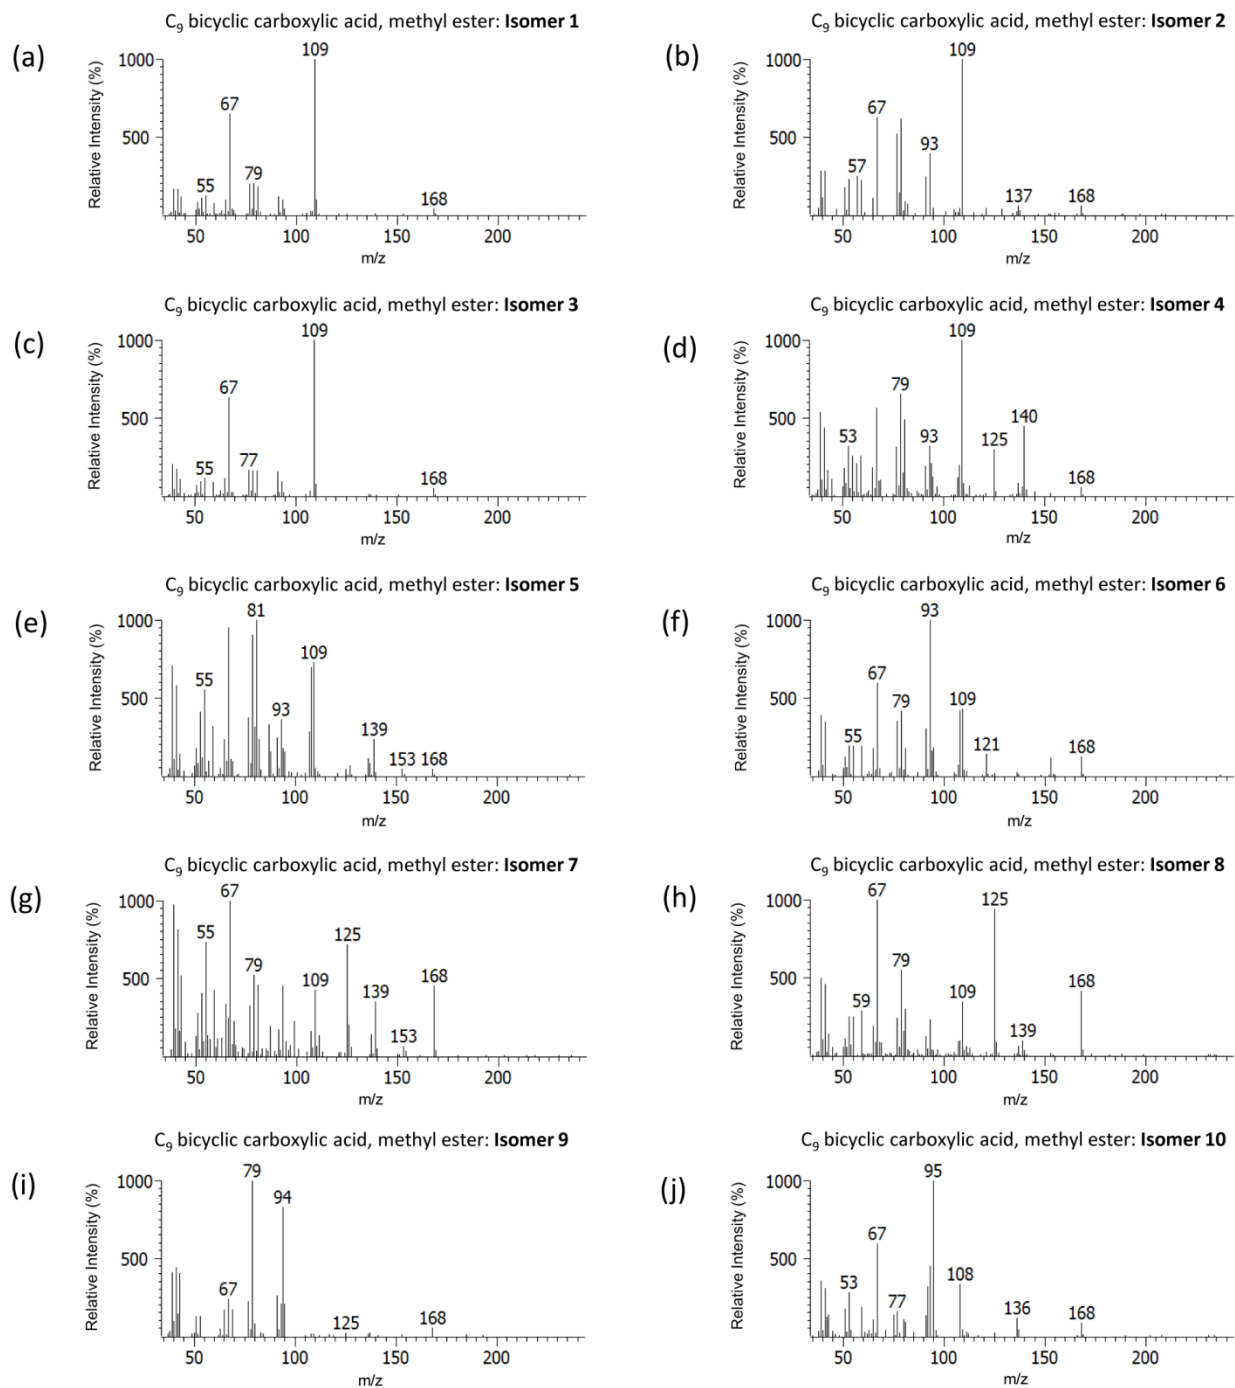 C₉ bicyclic carboxylic acid, methyl ester: Isomer 1
(a)
Relative Intensity (%)
1000
500
109
67
55
79
168
50 100 150 200
m/z
C₉ bicyclic carboxylic acid, methyl ester: Isomer 2
(b)
Relative Intensity (%)
1000
500
109
67
57
93
137
168
50 100 150 200
m/z
C₉ bicyclic carboxylic acid, methyl ester: Isomer 3
(c)
Relative Intensity (%)
1000
500
109
67
55
77
168
50 100 150 200
m/z
C₉ bicyclic carboxylic acid, methyl ester: Isomer 4
(d)
Relative Intensity (%)
1000
500
109
79
53
93
125
140
168
50 100 150 200
m/z
C₉ bicyclic carboxylic acid, methyl ester: Isomer 5
(e)
Relative Intensity (%)
1000
500
81
109
55
93
139
153
168
50 100 150 200
m/z
C₉ bicyclic carboxylic acid, methyl ester: Isomer 6
(f)
Relative Intensity (%)
1000
500
93
67
79
109
55
121
168
50 100 150 200
m/z
C₉ bicyclic carboxylic acid, methyl ester: Isomer 7
(g)
Relative Intensity (%)
1000
500
67
55
125
79
109
139
168
153
50 100 150 200
m/z
C₉ bicyclic carboxylic acid, methyl ester: Isomer 8
(h)
Relative Intensity (%)
1000
500
67
125
79
59
109
139
168
50 100 150 200
m/z
C₉ bicyclic carboxylic acid, methyl ester: Isomer 9
(i)
Relative Intensity (%)
1000
500
79
94
67
125
168
50 100 150 200
m/z
C₉ bicyclic carboxylic acid, methyl ester: Isomer 10
(j)
Relative Intensity (%)
1000
500
95
67
53
77
108
136
168
50 100 150 200
m/z